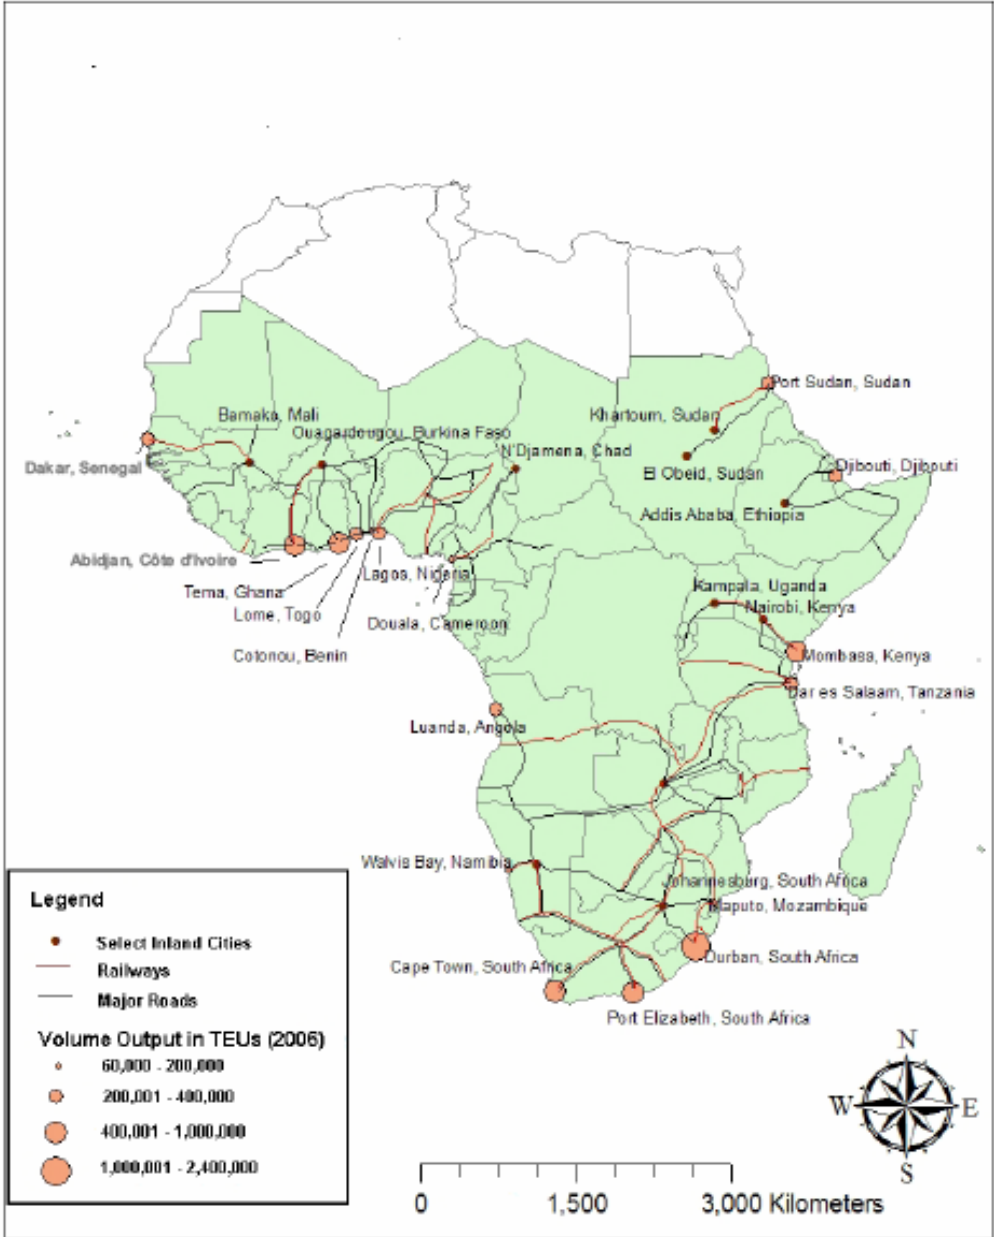 Port Sudan, Sudan
Bamako, Mali
Khartoum, Sudan
Ouagardougou, Burkina Faso
N'Djamena, Chad
Dakar, Senegal
El Obeid, Sudan
Djibouti, Djibouti
Addis Ababa, Ethiopia
Abidjan, Côte d'Ivoire
Lagos, Nigeria
Tema, Ghana
Kampala, Uganda
Nairobi, Kenya
Lome, Togo
Douala, Cameroon
Cotonou, Benin
Mombasa, Kenya
Dar es Salaam, Tanzania
Luanda, Angola
Walvis Bay, Namibia
Johannesburg, South Africa
Maputo, Mozambique
Durban, South Africa
Cape Town, South Africa
Port Elizabeth, South Africa
Legend
Select Inland Cities
Railways
Major Roads
Volume Output in TEUs (2006)
60,000 - 200,000
200,001 - 400,000
400,001 - 1,000,000
1,000,001 - 2,400,000
N
W E
S
0 1,500 3,000 Kilometers